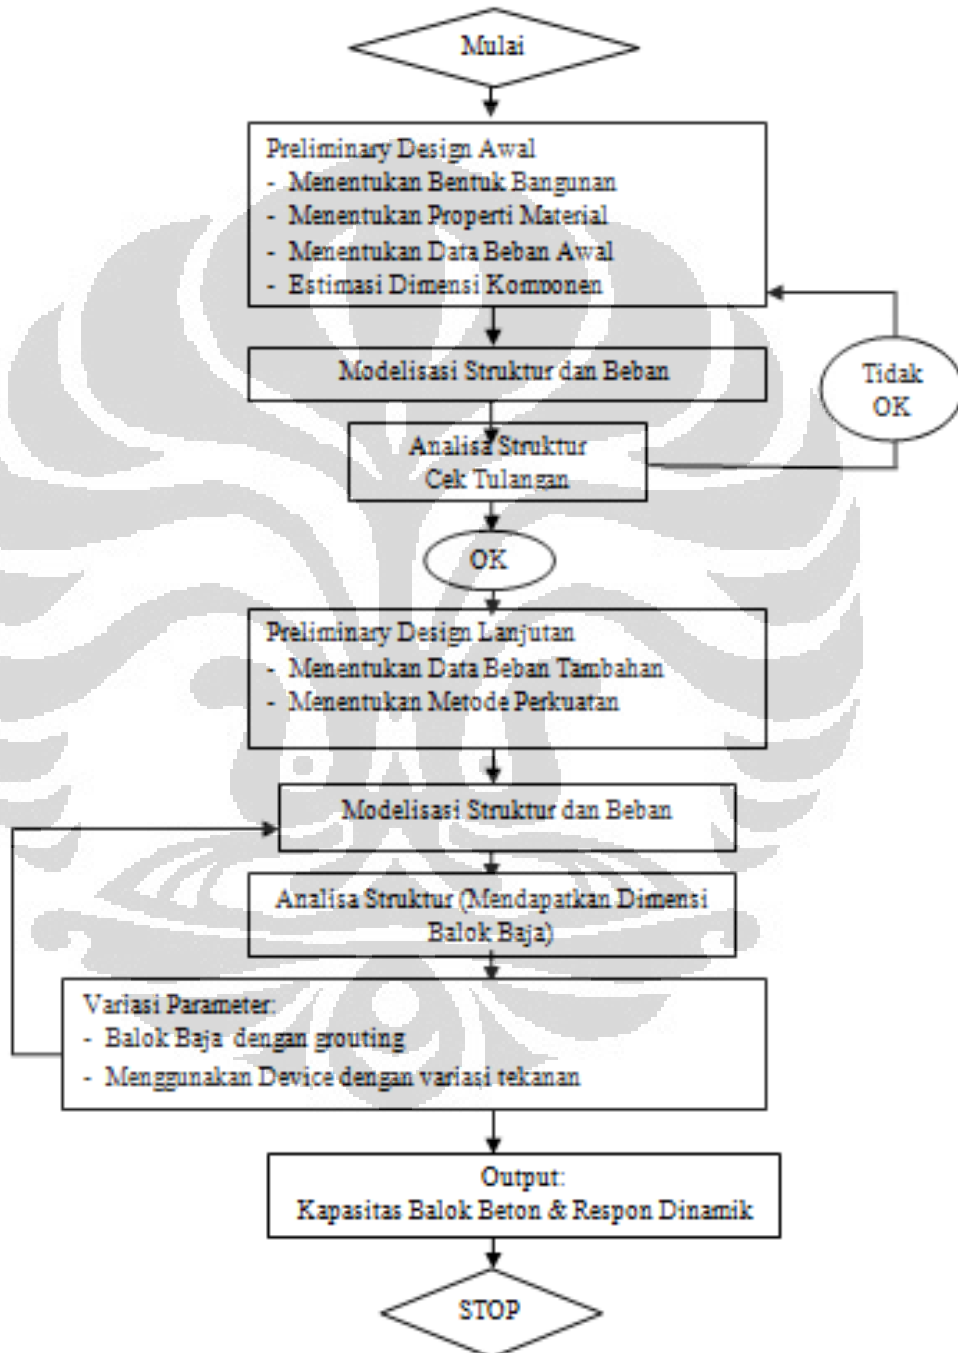 Mulai
Preliminary Design Awal
- Menentukan Bentuk Bangunan
- Menentukan Properti Material
- Menentukan Data Beban Awal
- Estimasi Dimensi Komponen
Modelisasi Struktur dan Beban
Tidak
OK
Analisa Struktur
Cek Tulangan
OK
Preliminary Design Lanjutan
- Menentukan Data Beban Tambahan
- Menentukan Metode Perkuatan
Modelisasi Struktur dan Beban
Analisa Struktur (Mendapatkan Dimensi
Balok Baja)
Variasi Parameter:
- Balok Baja dengan grouting
- Menggunakan Device dengan variasi tekanan
Output:
Kapasitas Balok Beton & Respon Dinamik
STOP